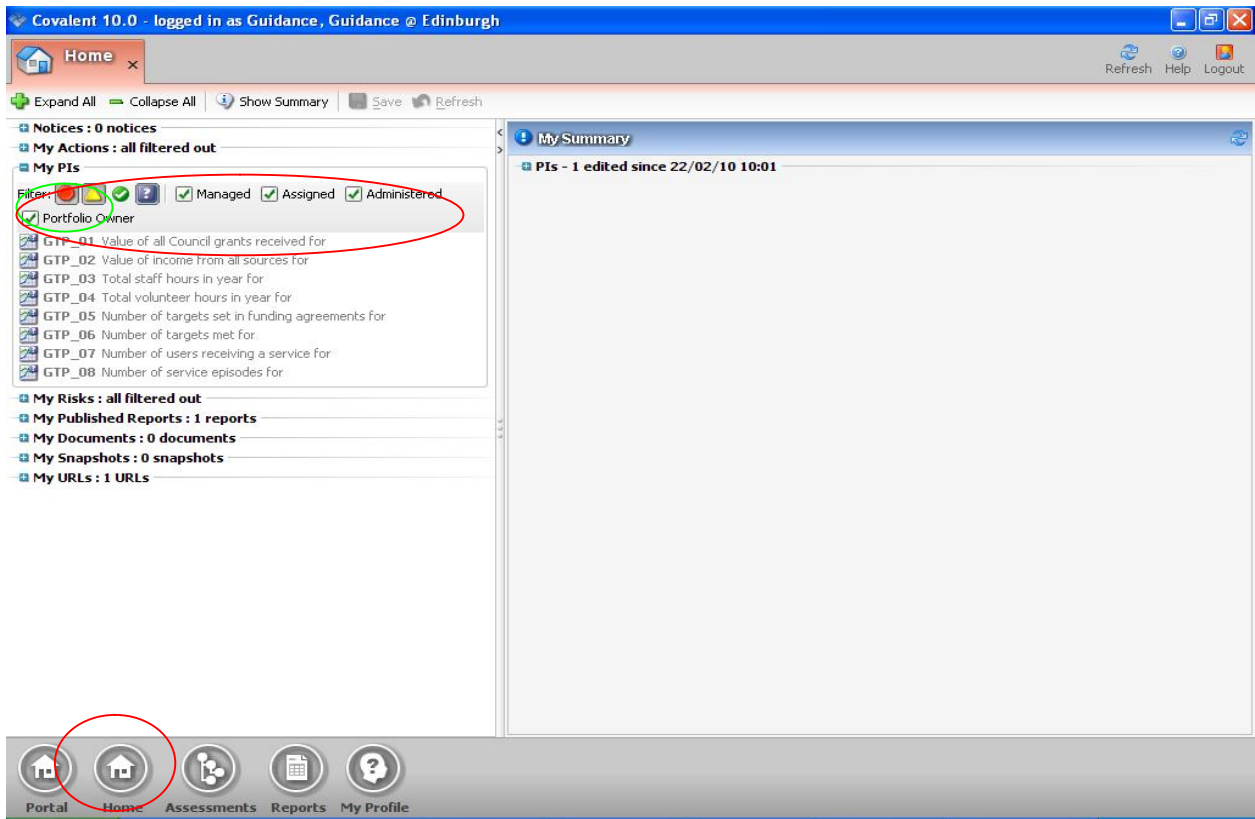 Covalent 10.0 - logged in as Guidance, Guidance @ Edinburgh
Home x
Refresh Help Logout
Expand All Collapse All Show Summary Save Refresh
Notices : 0 notices
My Actions : all filtered out
My PIs
Filter: Managed Assigned Administered
Portfolio Owner
GTP_01 Value of all Council grants received for
GTP_02 Value of income from all sources for
GTP_03 Total staff hours in year for
GTP_04 Total volunteer hours in year for
GTP_05 Number of targets set in funding agreements for
GTP_06 Number of targets met for
GTP_07 Number of users receiving a service for
GTP_08 Number of service episodes for
My Risks : all filtered out
My Published Reports : 1 reports
My Documents : 0 documents
My Snapshots : 0 snapshots
My URLs : 1 URLs
My Summary
PIs - 1 edited since 22/02/10 10:01
Portal Home Assessments Reports My Profile